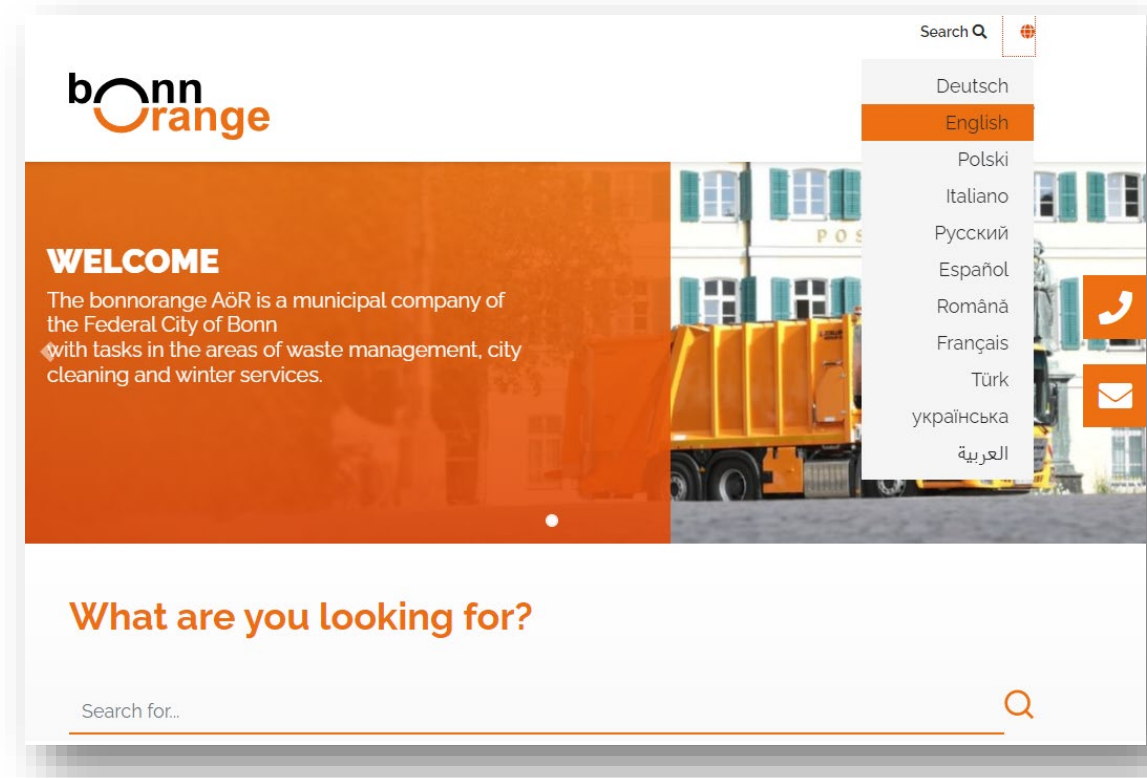 Search
bonn
orange
Deutsch
English
Polski
Italiano
Русский
Español
Română
Français
Türk
українська
العربية
POS
WELCOME
The bonnorange AöR is a municipal company of
the Federal City of Bonn
with tasks in the areas of waste management, city
cleaning and winter services.
What are you looking for?
Search for...